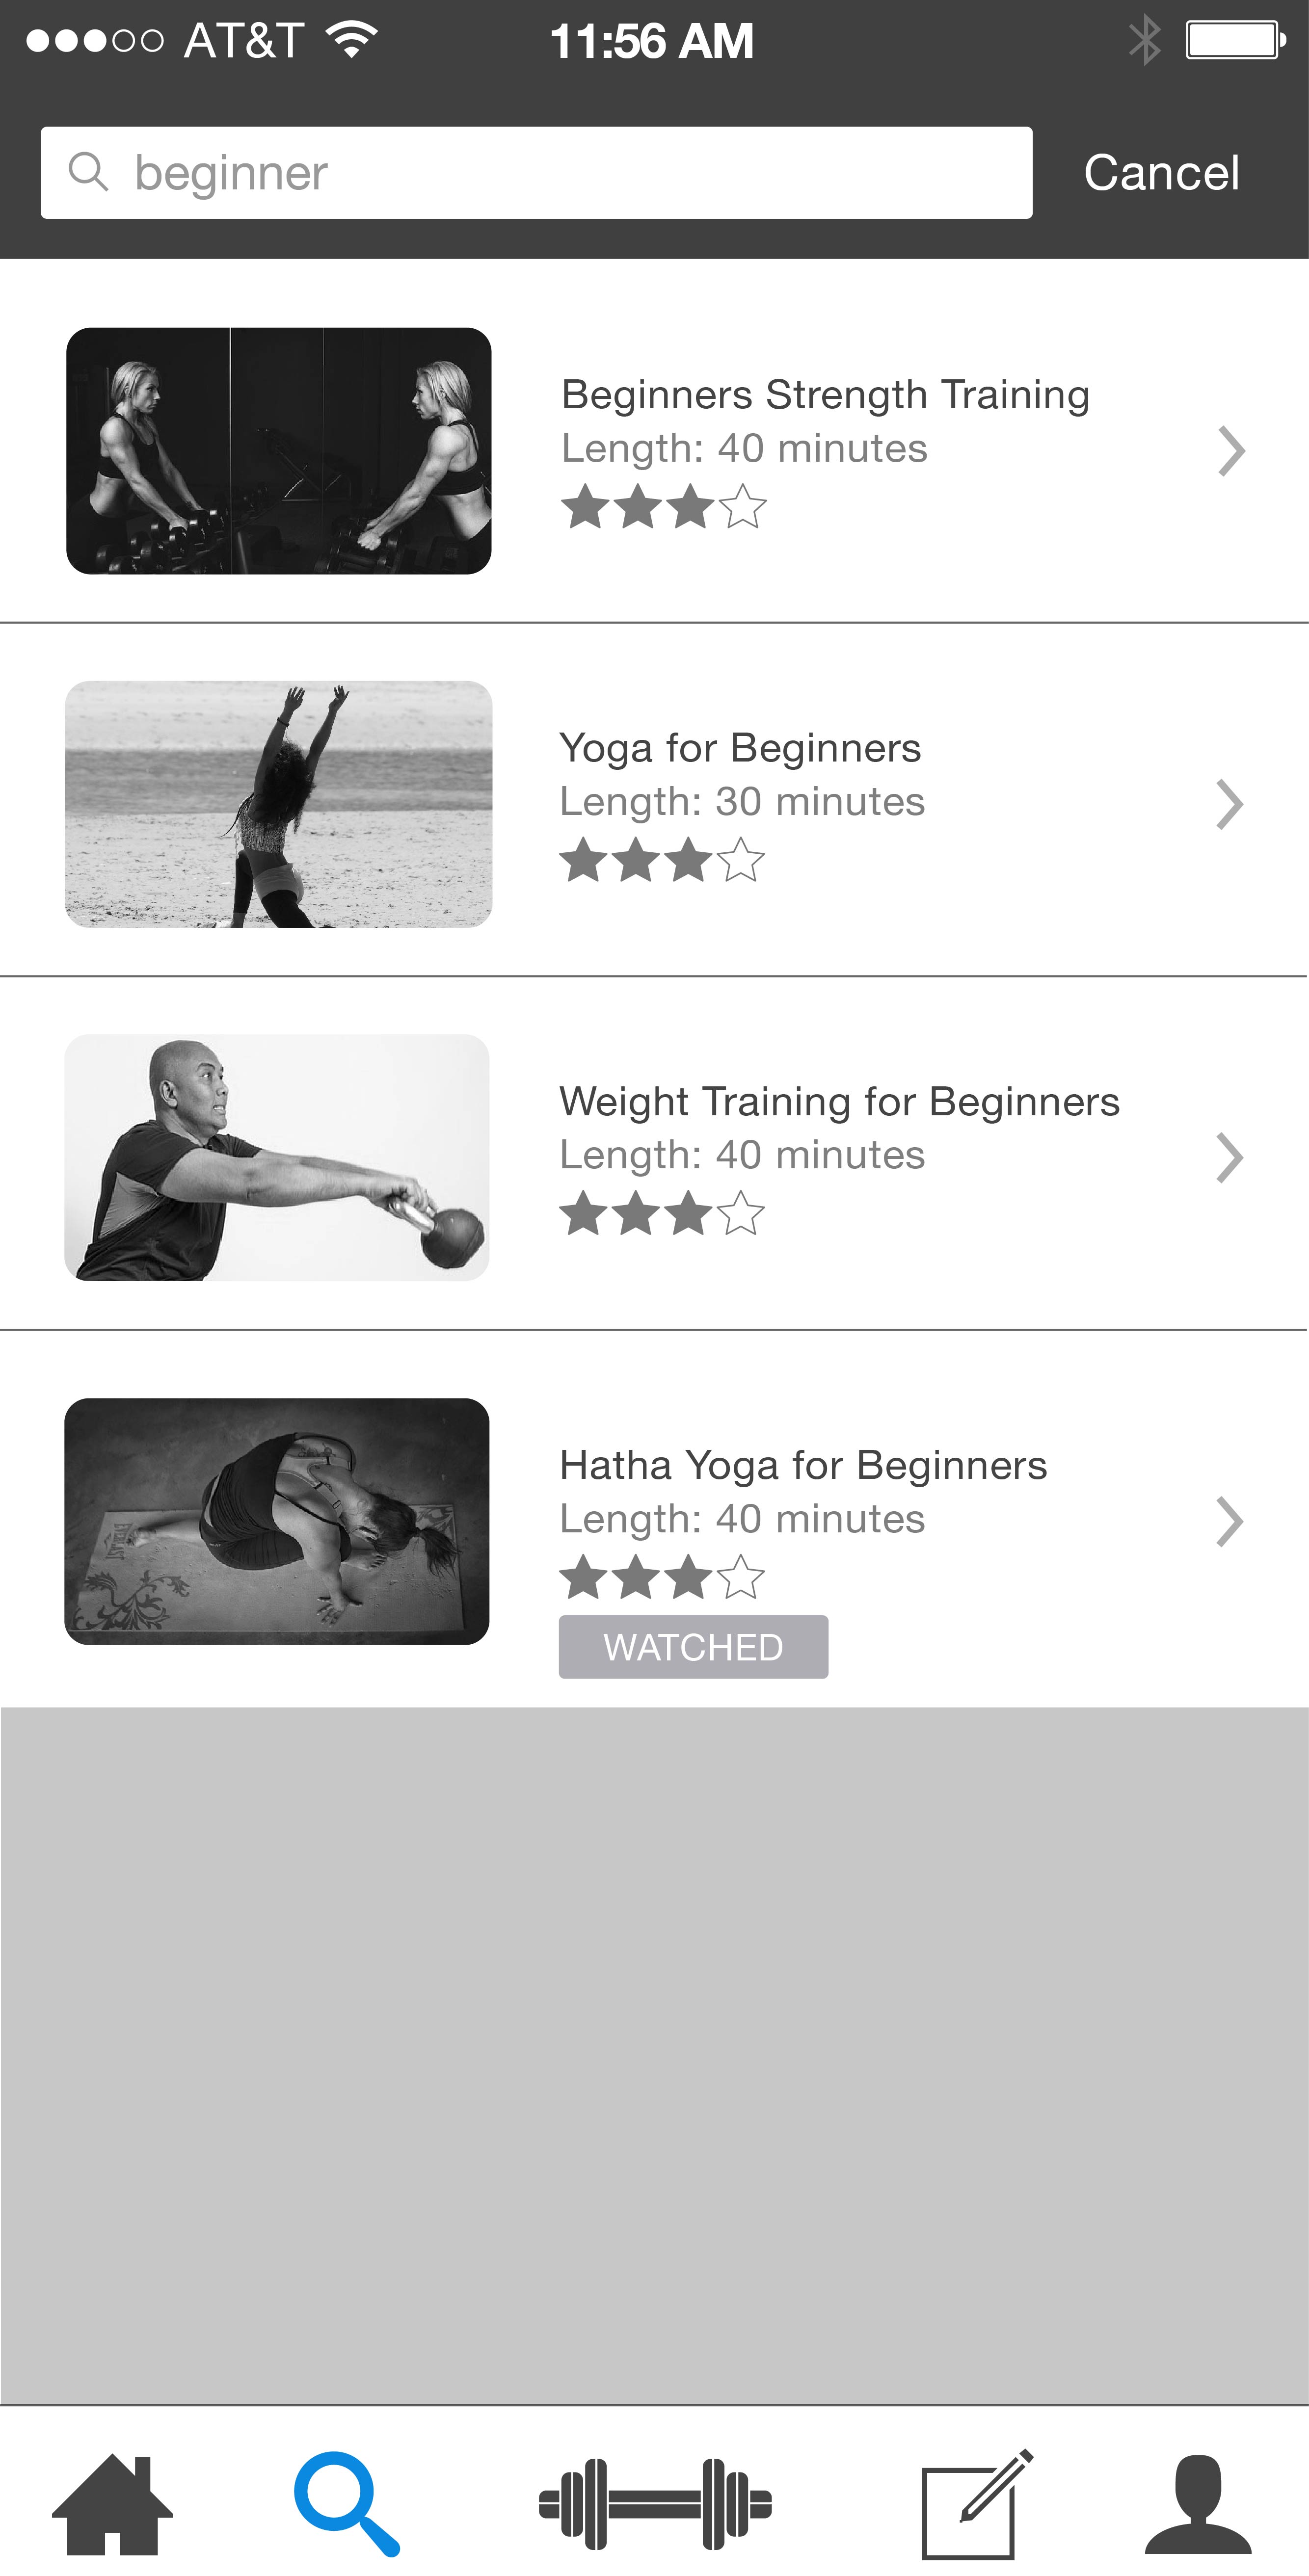 AT&T 11:56 AM
beginner Cancel
Beginners Strength Training
Length: 40 minutes
Yoga for Beginners
Length: 30 minutes
Weight Training for Beginners
Length: 40 minutes
Hatha Yoga for Beginners
Length: 40 minutes
WATCHED
EVERLAST